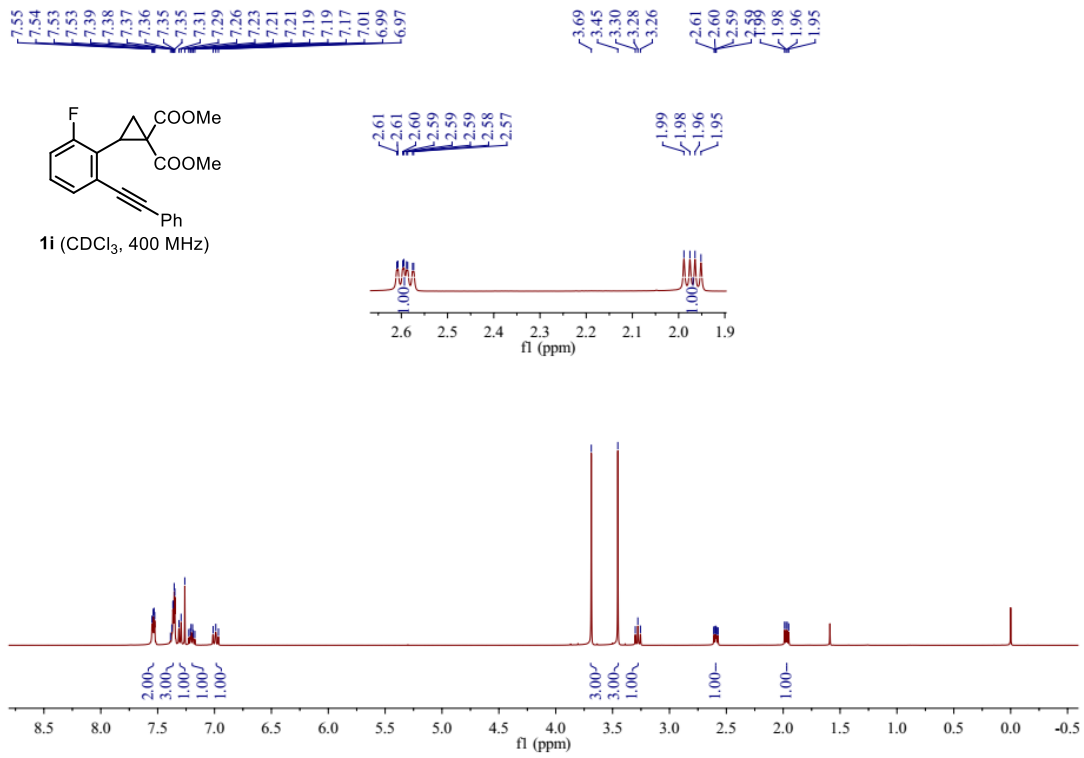 7.55 7.54 7.53 7.53 7.39 7.38 7.37 7.36 7.35 7.35 7.31 7.29 7.26 7.23 7.21 7.21 7.19 7.19 7.17 7.01 6.99 6.97
3.69 3.45 3.30 3.28 3.26
2.61 2.60 2.59 2.59 1.99 1.98 1.96 1.95
F
COOMe
COOMe
Ph
1i (CDCl₃, 400 MHz)
2.61 2.61 2.60 2.59 2.59 2.59 2.58 2.57
1.99 1.98 1.96 1.95
1.00 1.00
2.6 2.5 2.4 2.3 2.2 2.1 2.0 1.9
f1 (ppm)
2.00 3.00 1.00 1.00 1.00 3.00 3.00 1.00 1.00 1.00
8.5 8.0 7.5 7.0 6.5 6.0 5.5 5.0 4.5 4.0 3.5 3.0 2.5 2.0 1.5 1.0 0.5 0.0 -0.5
f1 (ppm)